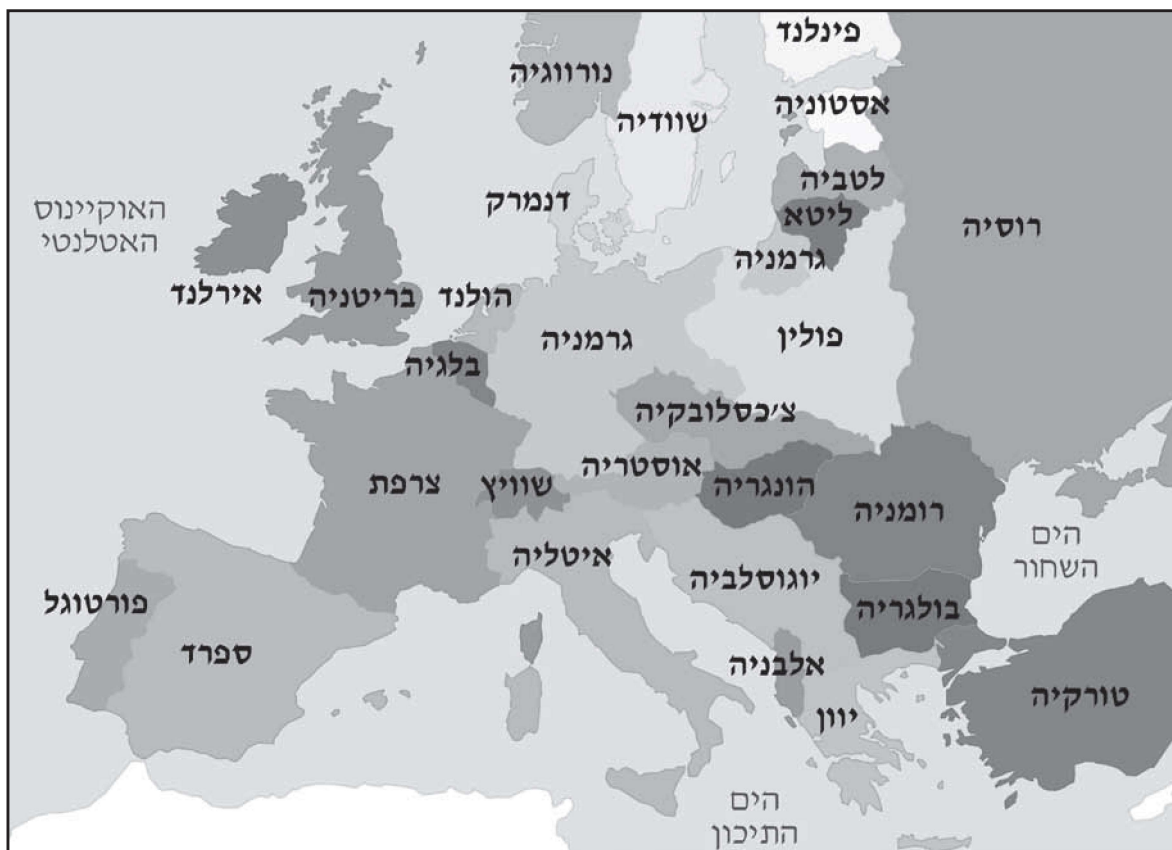 פינלנד
נורווגיה
שוודיה
אסטוניה
לטביה
ליטא
דנמרק
האוקיינוס
האטלנטי
רוסיה
גרמניה
אירלנד
בריטניה
הולנד
גרמניה
פולין
בלגיה
צ'כסלובקיה
אוסטריה
שוויץ
צרפת
הונגריה
רומניה
הים
השחור
איטליה
יוגוסלביה
בולגריה
פורטוגל
ספרד
אלבניה
יוון
טורקיה
הים
התיכון